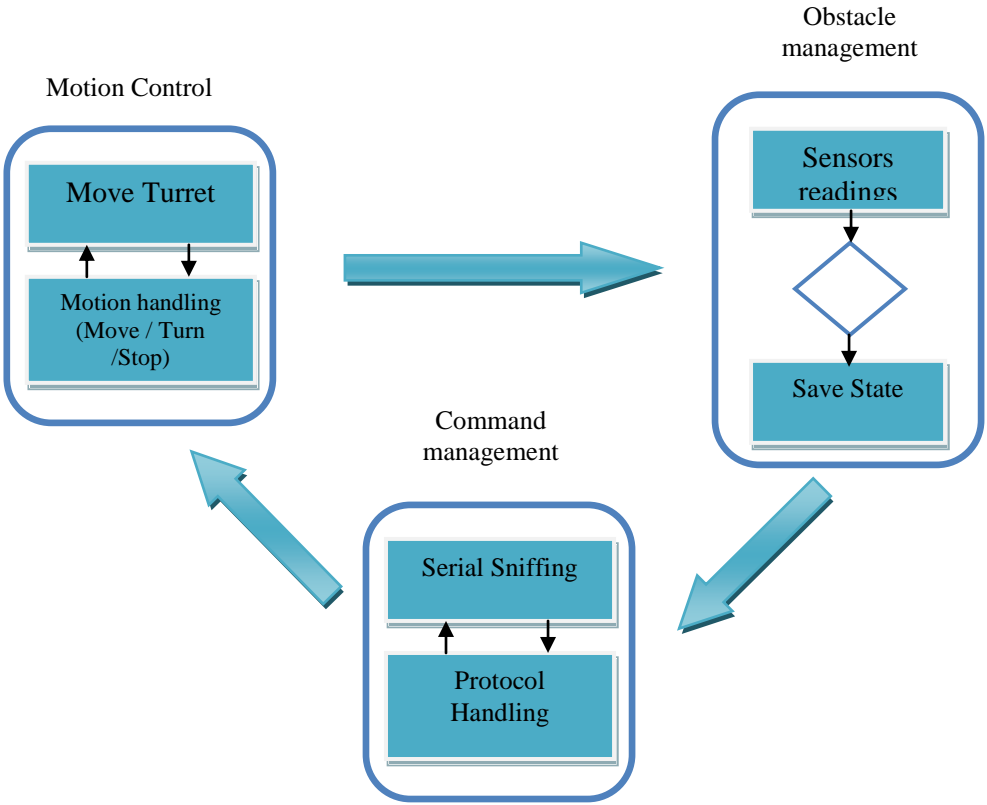 Obstacle
management
Motion Control
Move Turret
Motion handling
(Move / Turn
/Stop)
Sensors
readings
Save State
Command
management
Serial Sniffing
Protocol
Handling